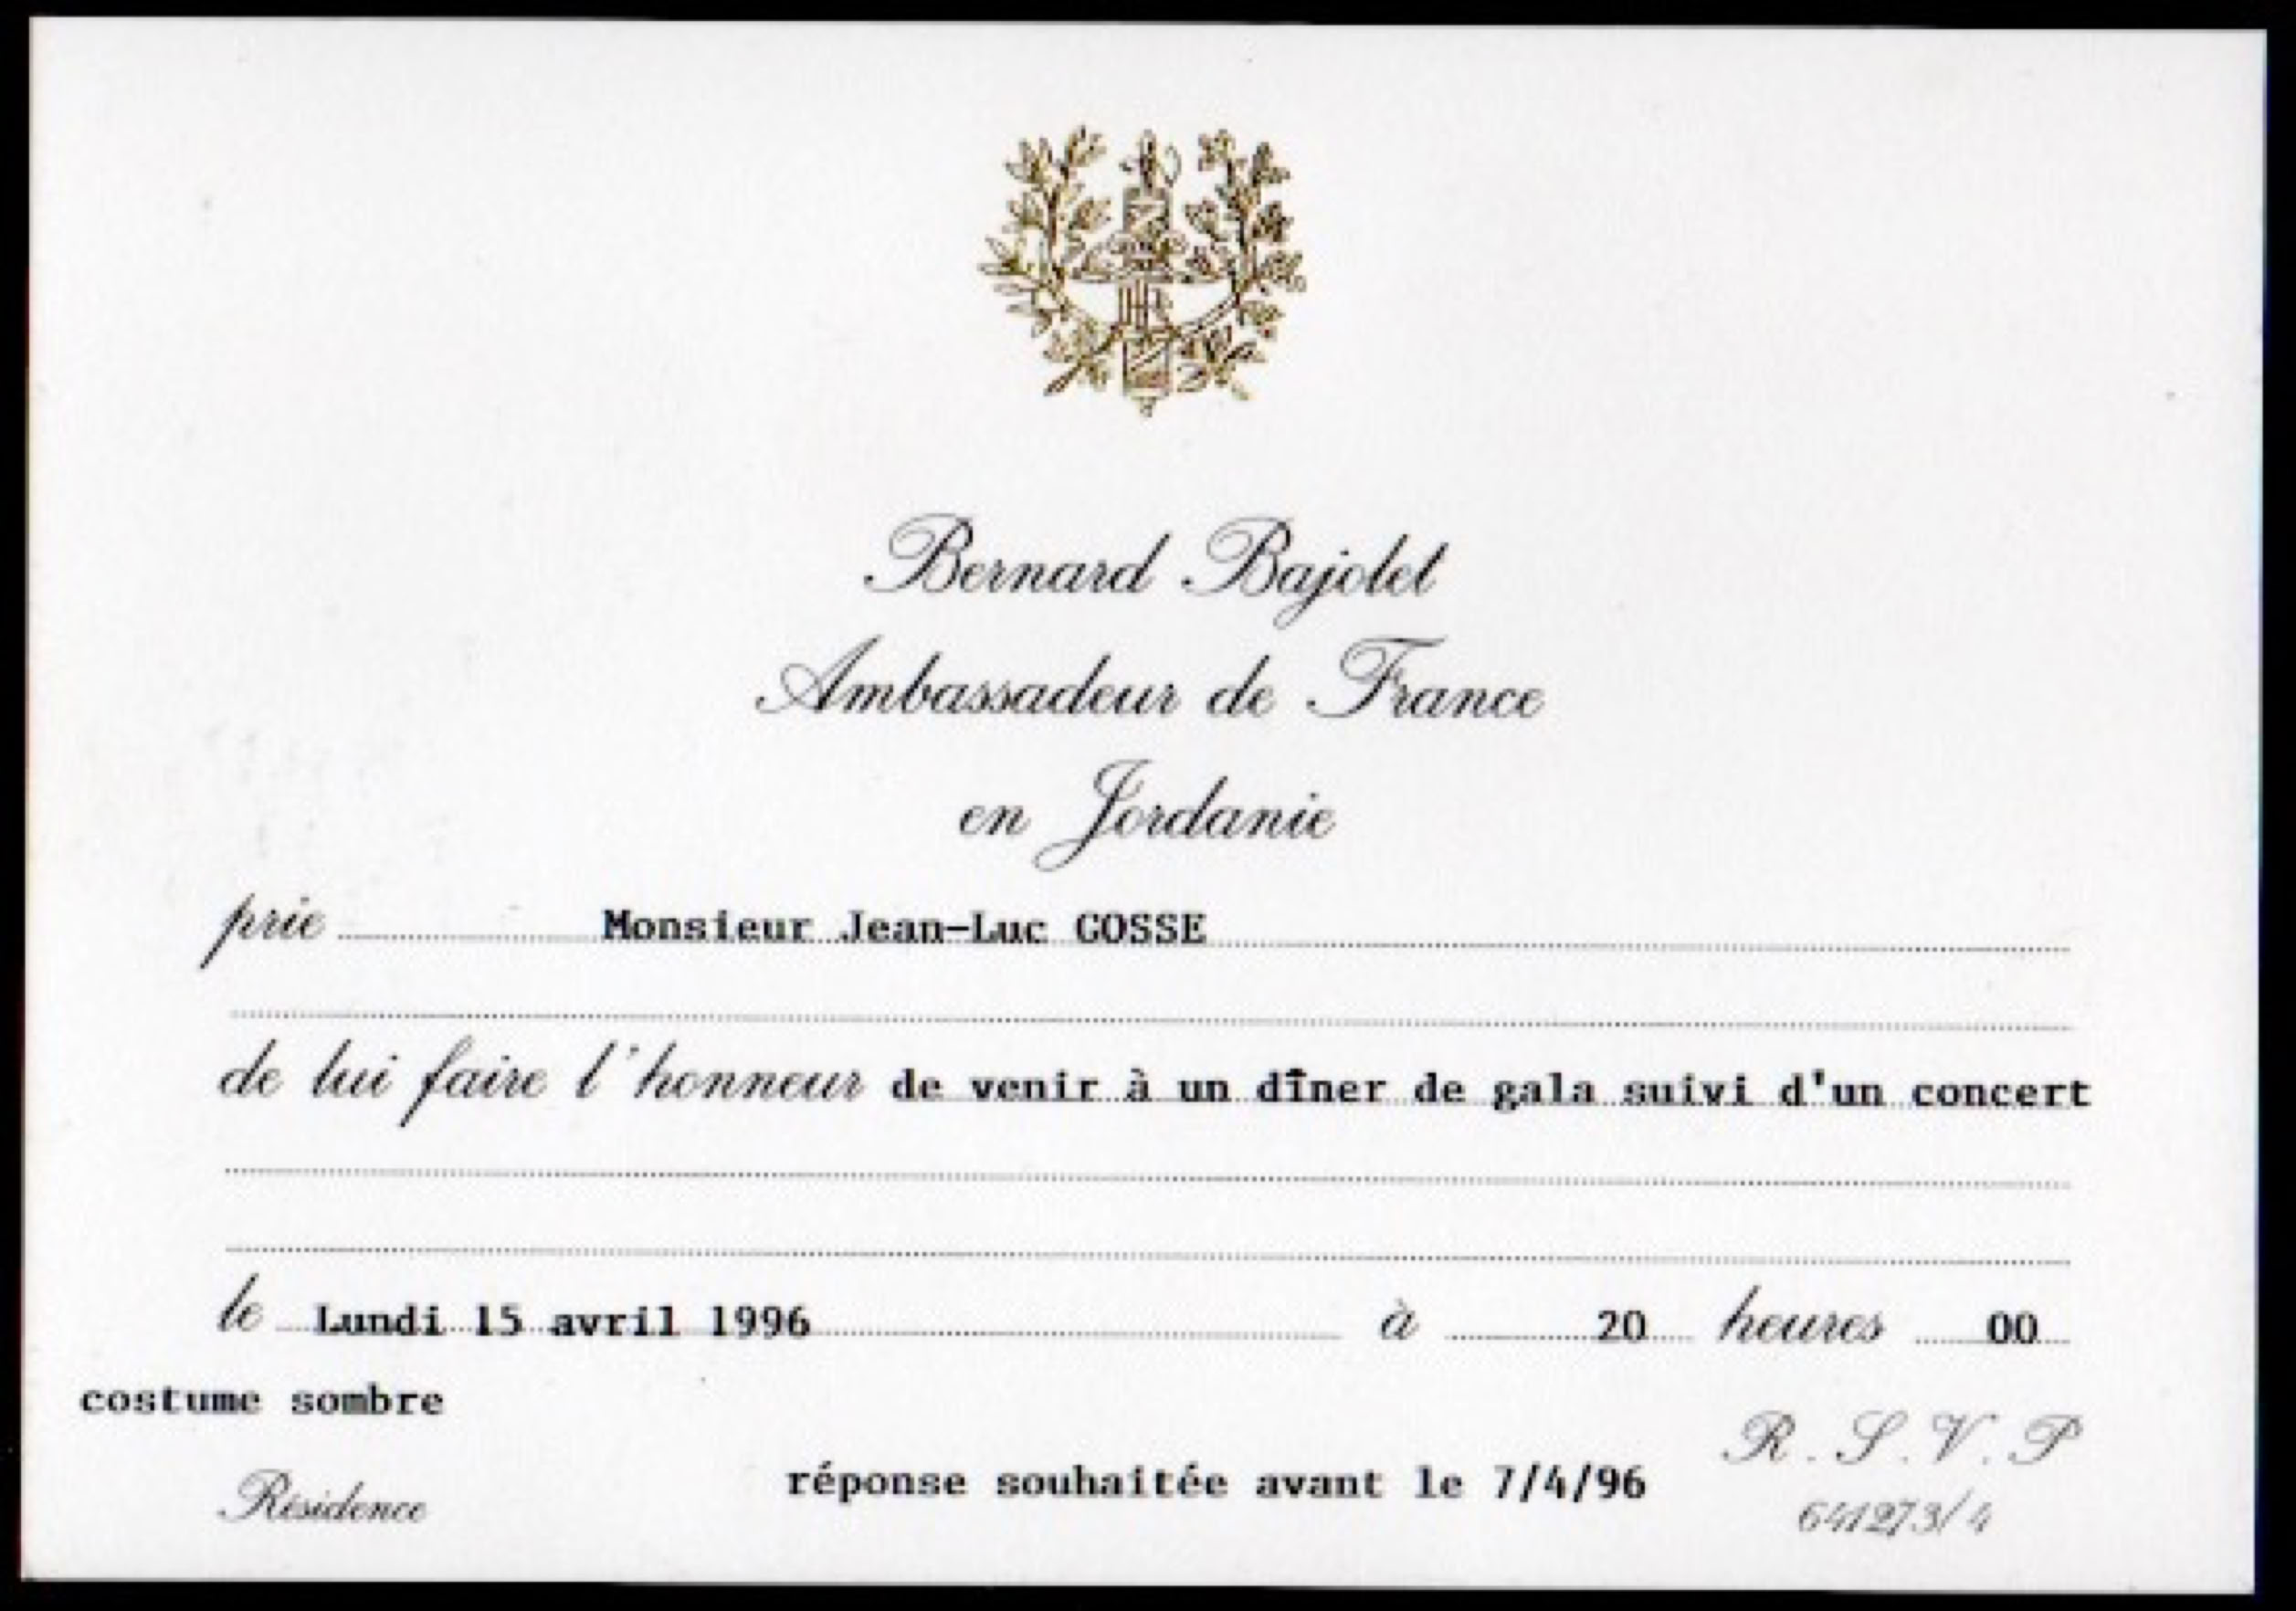 Bernard Bajolet
Ambassadeur de France
en Jordanie
prie Monsieur Jean-Luc GOSSE
de lui faire l'honneur de venir à un dîner de gala suivi d'un concert
le Lundi 15 avril 1996 à 20 heures 00
costume sombre
R.S.V.P
Résidence réponse souhaitée avant le 7/4/96
641273/4